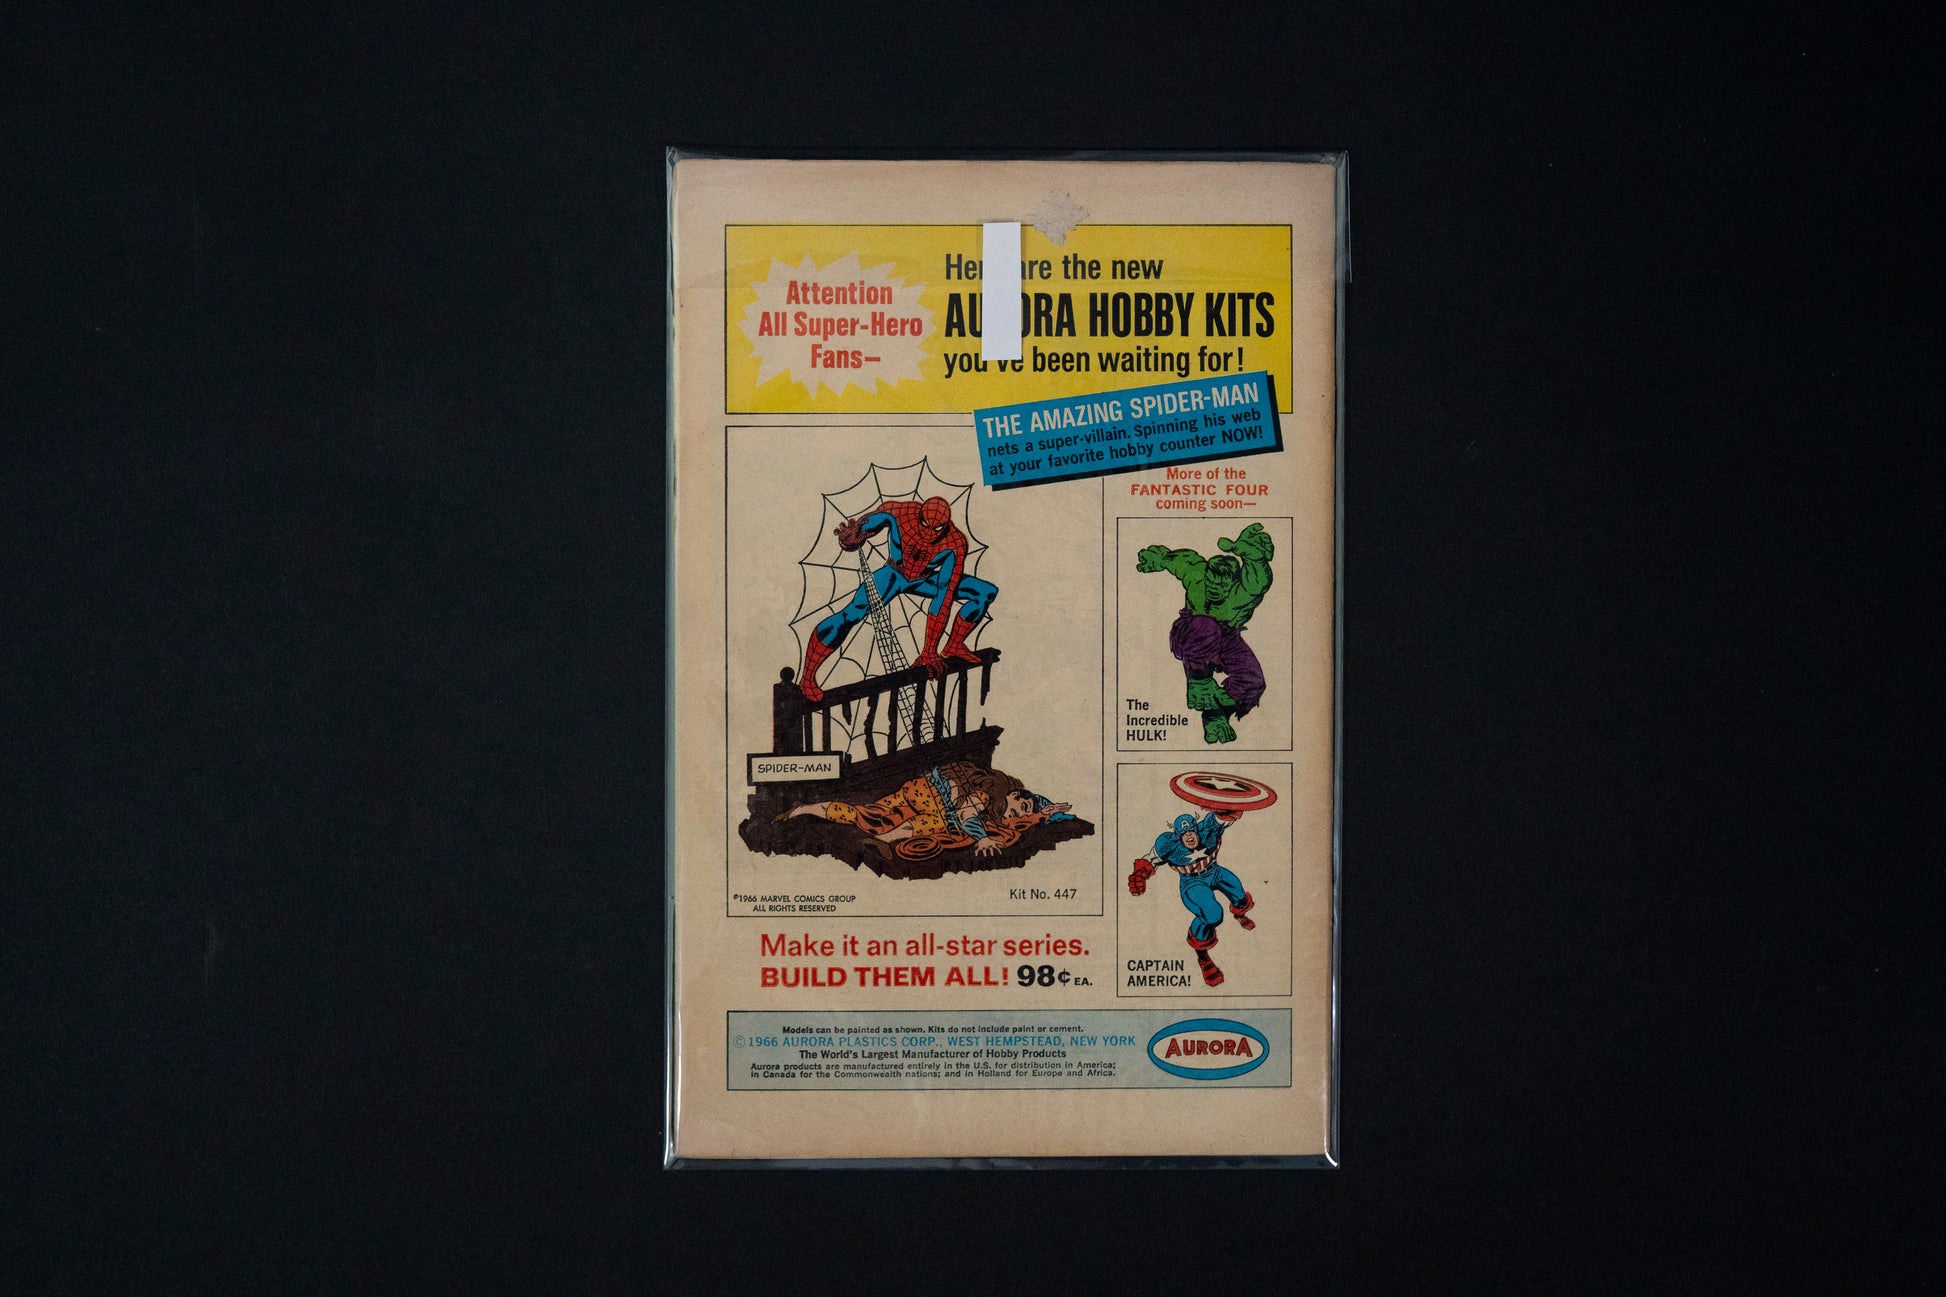 Attention
All Super-Hero
Fans—
are the new
HOBBY KITS
you've been waiting for!
THE AMAZING SPIDER-MAN
nets a super-villain. Spinning his web
at your favorite hobby counter NOW!
More of the
FANTASTIC FOUR
coming soon—
The
Incredible
HULK!
SPIDER-MAN
©1966 MARVEL COMICS GROUP
ALL RIGHTS RESERVED
Kit No. 447
CAPTAIN
AMERICA!
A
Make it an all-star series.
BUILD THEM ALL! 98¢ EA.
Models can be painted as shown. Kits do not include paint or cement.
© 1966 AURORA PLASTICS CORP., WEST HEMPSTEAD, NEW YORK
The World's Largest Manufacturer of Hobby Products
Aurora products are manufactured entirely in the U.S. for distribution in America;
in Canada for the Commonwealth nations; and in Holland for Europe and Africa.
AURORA